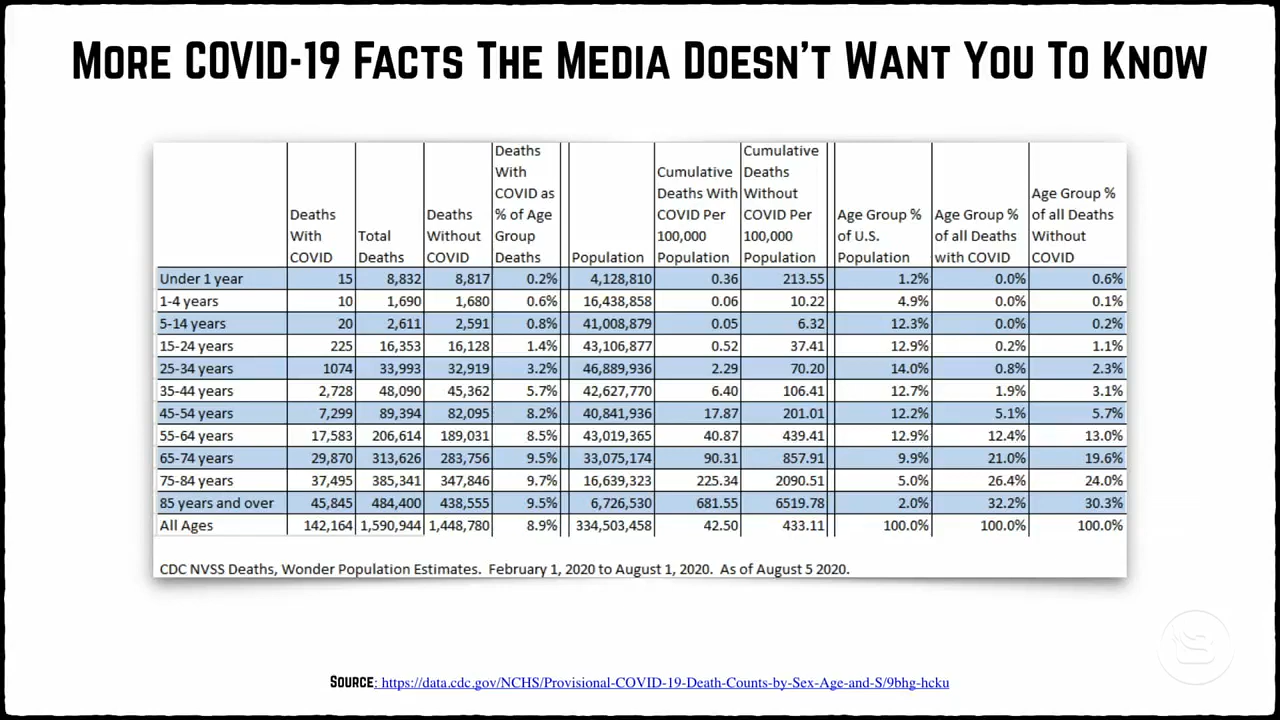 MORE COVID-19 FACTS THE MEDIA DOESN'T WANT YOU TO KNOW
Deaths With COVID | Total Deaths | Deaths Without COVID | Deaths With COVID as % of Age Group Deaths | Population | Cumulative Deaths With COVID Per 100,000 Population | Cumulative Deaths Without COVID Per 100,000 Population | Age Group % of U.S. Population | Age Group % of all Deaths with COVID | Age Group % of all Deaths Without COVID
Under 1 year 15 8,832 8,817 0.2% 4,128,810 0.36 213.55 1.2% 0.0% 0.6%
1-4 years 10 1,690 1,680 0.6% 16,438,858 0.06 10.22 4.9% 0.0% 0.1%
5-14 years 20 2,611 2,591 0.8% 41,008,879 0.05 6.32 12.3% 0.0% 0.2%
15-24 years 225 16,353 16,128 1.4% 43,106,877 0.52 37.41 12.9% 0.2% 1.1%
25-34 years 1074 33,993 32,919 3.2% 46,889,936 2.29 70.20 14.0% 0.8% 2.3%
35-44 years 2,728 48,090 45,362 5.7% 42,627,770 6.40 106.41 12.7% 1.9% 3.1%
45-54 years 7,299 89,394 82,095 8.2% 40,841,936 17.87 201.01 12.2% 5.1% 5.7%
55-64 years 17,583 206,614 189,031 8.5% 43,019,365 40.87 439.41 12.9% 12.4% 13.0%
65-74 years 29,870 313,626 283,756 9.5% 33,075,174 90.31 857.91 9.9% 21.0% 19.6%
75-84 years 37,495 385,341 347,846 9.7% 16,639,323 225.34 2090.51 5.0% 26.4% 24.0%
85 years and over 45,845 484,400 438,555 9.5% 6,726,530 681.55 6519.78 2.0% 32.2% 30.3%
All Ages 142,164 1,590,944 1,448,780 8.9% 334,503,458 42.50 433.11 100.0% 100.0% 100.0%
CDC NVSS Deaths, Wonder Population Estimates. February 1, 2020 to August 1, 2020. As of August 5 2020.
SOURCE: https://data.cdc.gov/NCHS/Provisional-COVID-19-Death-Counts-by-Sex-Age-and-S/9bhg-hcku